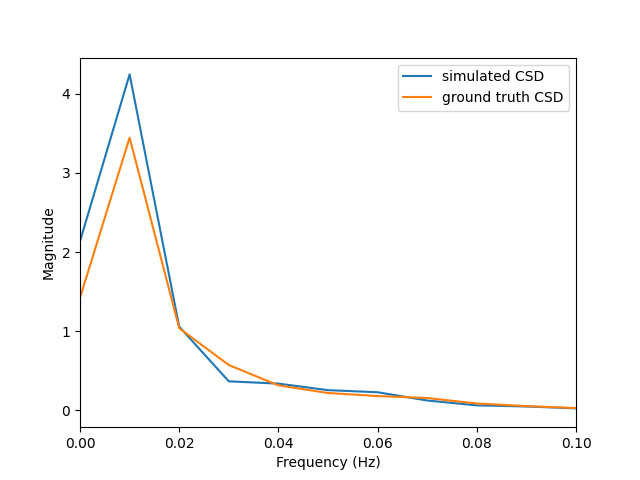 simulated CSD
ground truth CSD
4
3
2
1
0
Magnitude
0.00 0.02 0.04 0.06 0.08 0.10
Frequency (Hz)